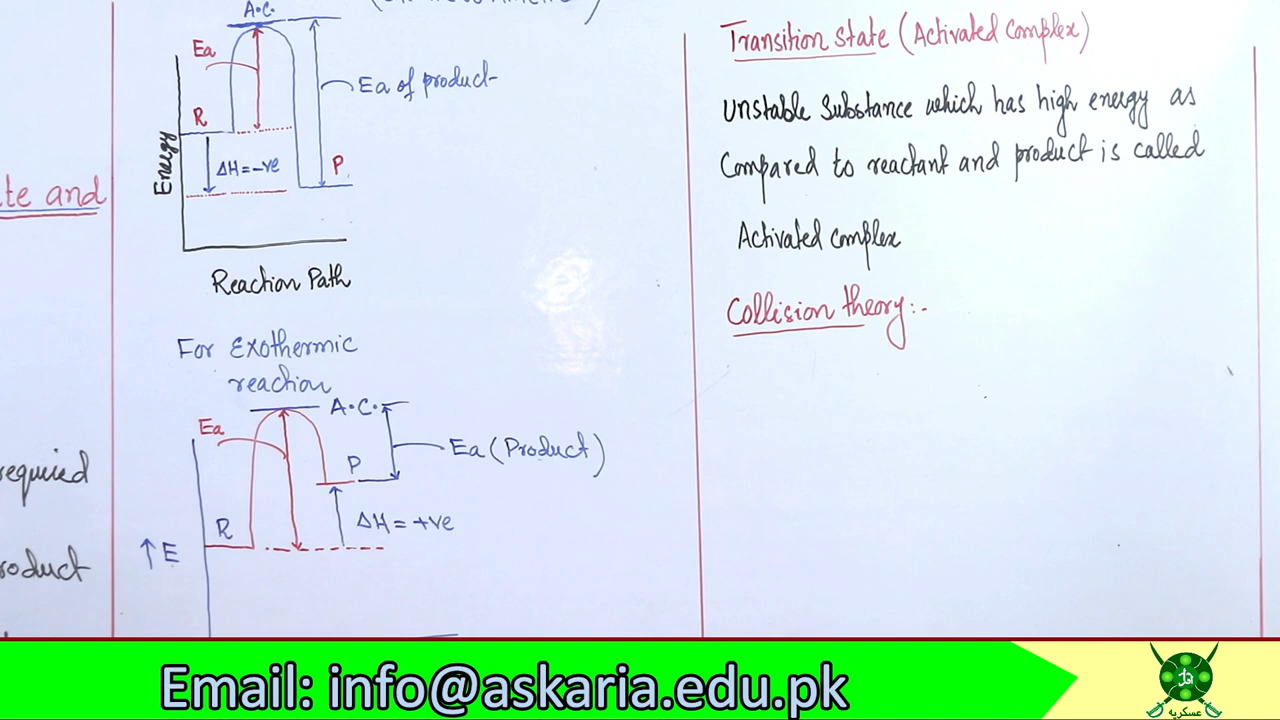 te and
required
roduct
A.C.
Ea
Ea of product
R
ΔH = -ve
P
Energy
Reaction Path
For Exothermic
reaction
A.C.
Ea
Ea (Product)
P
R
ΔH = +ve
↑ E
Transition state (Activated complex)
Unstable Substance which has high energy as
Compared to reactant and product is called
Activated complex
Collision theory:-
Email: info@askaria.edu.pk
عسکریہ